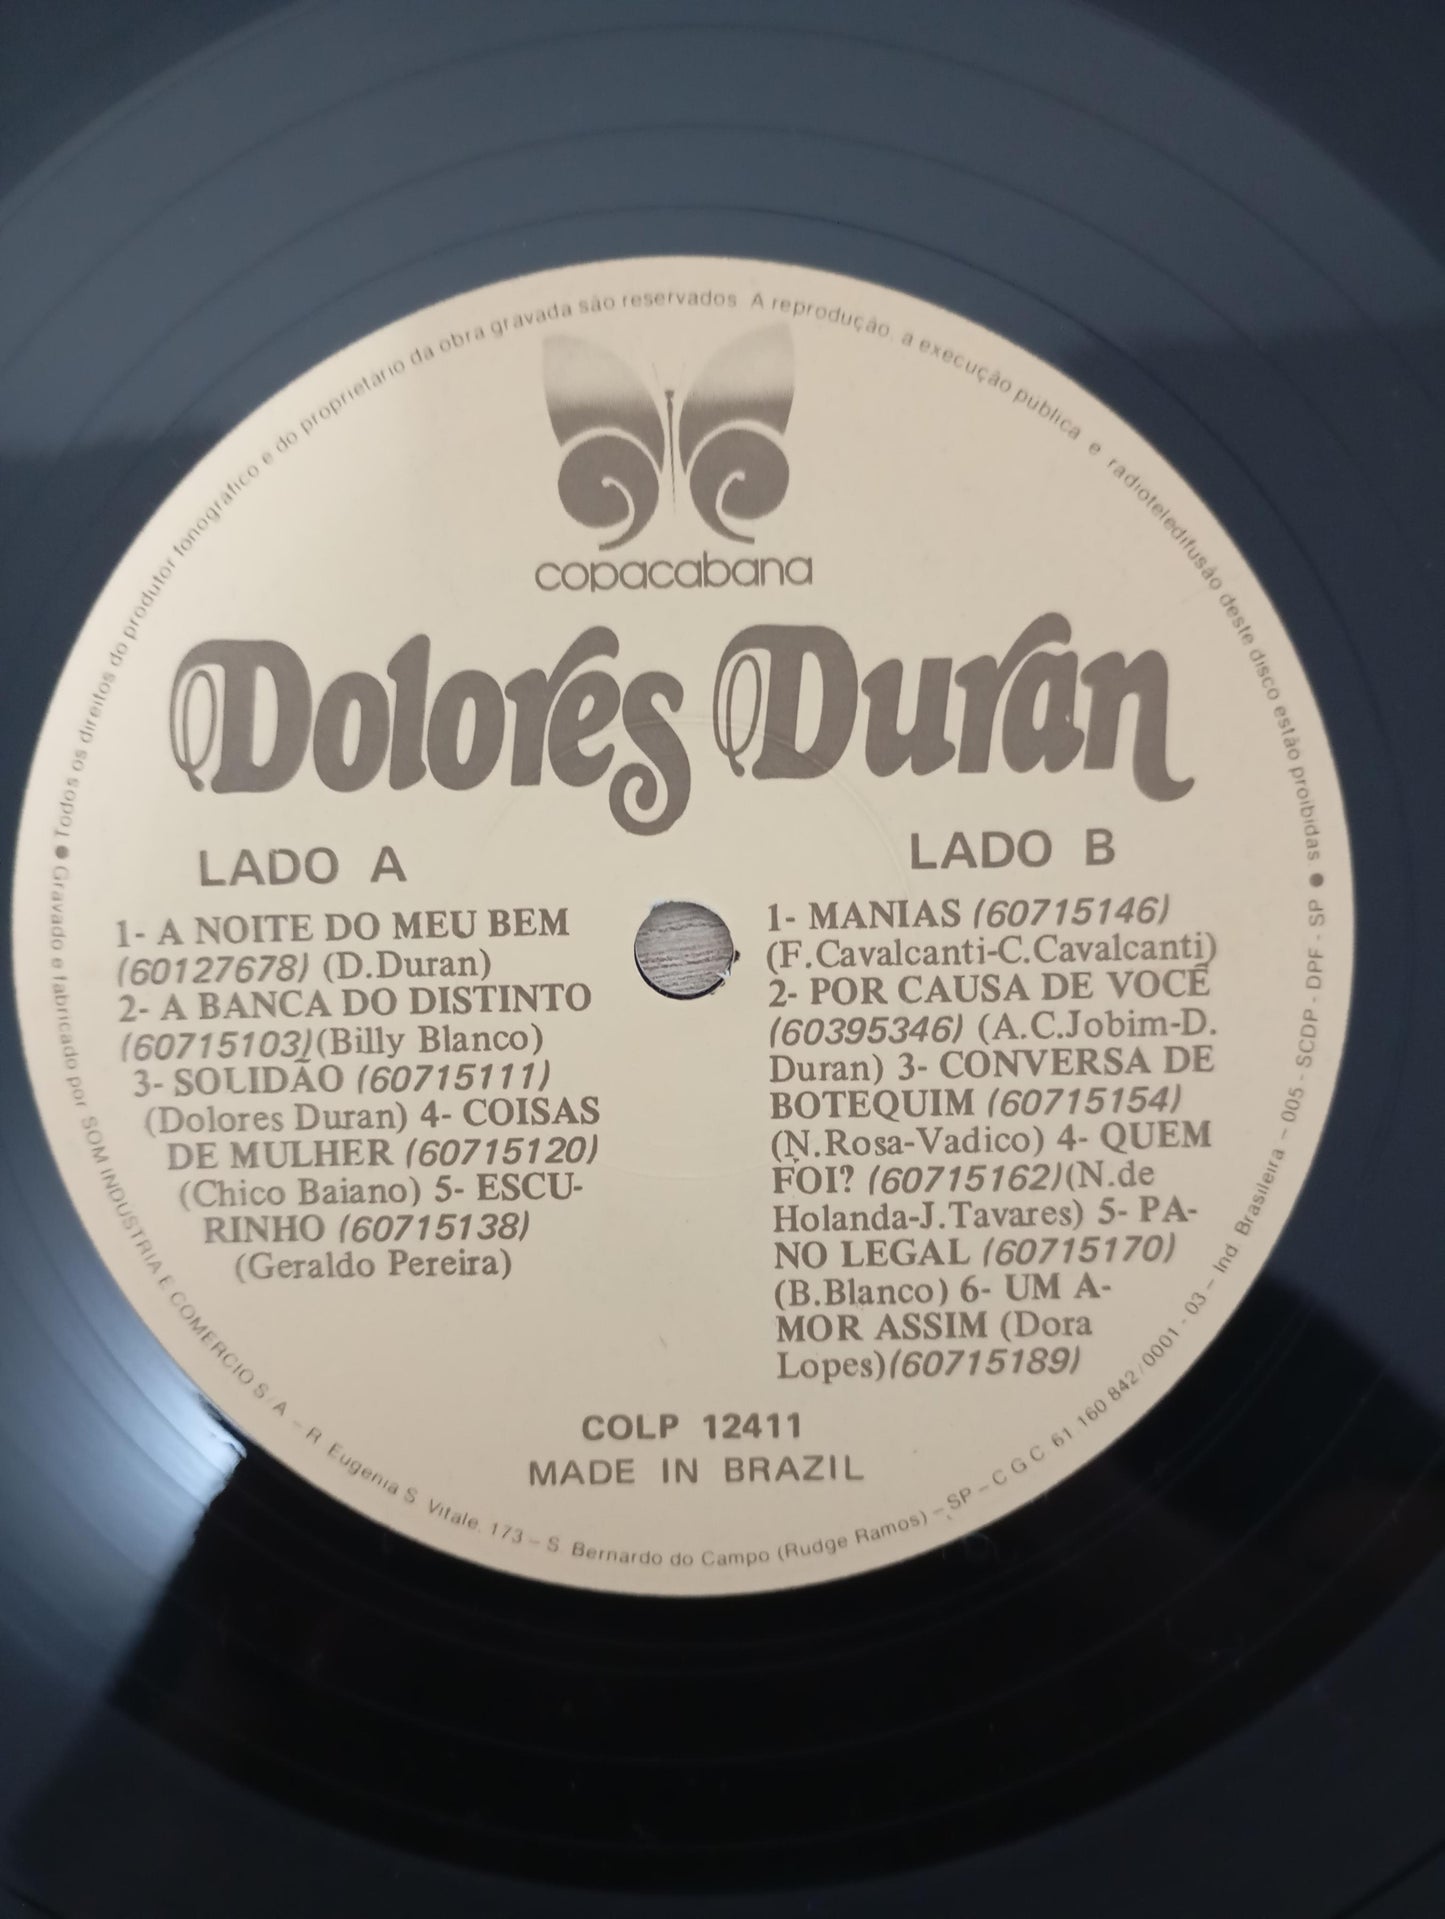 ● Todos os direitos do produtor fonográfico e do proprietario da obra gravada são reservados. A reprodução, a execução publica e radioteledifusão deste disco estão proibidas ●
copacabana
Dolores Duran
LADO A
1- A NOITE DO MEU BEM
(60127678) (D.Duran)
2- A BANCA DO DISTINTO
(60715103)(Billy Blanco)
3- SOLIDÃO (60715111)
(Dolores Duran) 4- COISAS
DE MULHER (60715120)
(Chico Baiano) 5- ESCU-
RINHO (60715138)
(Geraldo Pereira)
LADO B
1- MANIAS (60715146)
(F.Cavalcanti-C.Cavalcanti)
2- POR CAUSA DE VOCÊ
(60395346) (A.C.Jobim-D.
Duran) 3- CONVERSA DE
BOTEQUIM (60715154)
(N.Rosa-Vadico) 4- QUEM
FOI? (60715162)(N.de
Holanda-J.Tavares) 5- PA-
NO LEGAL (60715170)
(B.Blanco) 6- UM A-
MOR ASSIM (Dora
Lopes)(60715189)
COLP 12411
MADE IN BRAZIL
Gravado e fabricado por SOM INDUSTRIA E COMERCIO S/A - R Eugenia S. Vitale, 173 - S. Bernardo do Campo (Rudge Ramos) - SP - C G C 61 160 842/0001 - 03 - Ind Brasileira - 005 - SCDP - DPF - SP